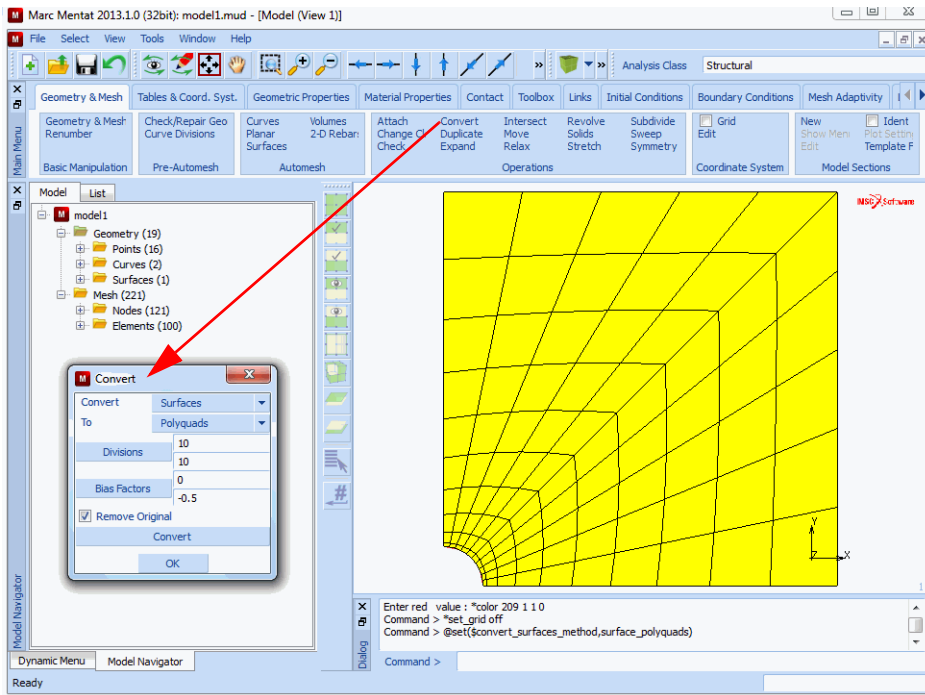 Marc Mentat 2013.1.0 (32bit): model1.mud - [Model (View 1)]
File Select View Tools Window Help
» » Analysis Class Structural
Geometry & Mesh Tables & Coord. Syst. Geometric Properties Material Properties Contact Toolbox Links Initial Conditions Boundary Conditions Mesh Adaptivity
Geometry & Mesh Check/Repair Geo Curves Volumes Attach Convert Intersect Revolve Subdivide Grid New Ident
Renumber Curve Divisions Planar 2-D Rebar: Change Cl Duplicate Move Solids Sweep Edit Show Meni Plot Setting
Surfaces Check Expand Relax Stretch Symmetry Edit Template F
Basic Manipulation Pre-Automesh Automesh Operations Coordinate System Model Sections
Main Menu
Model List
model1
Geometry (19)
Points (16)
Curves (2)
Surfaces (1)
Mesh (221)
Nodes (121)
Elements (100)
Convert
Convert Surfaces
To Polyquads
Divisions 10
10
Bias Factors 0
-0.5
Remove Original
Convert
OK
MSC Software
Y
Z X
1
Model Navigator
Dynamic Menu Model Navigator
Dialog
Enter red value : *color 209 1 1 0
Command > *set_grid off
Command > @set($convert_surfaces_method,surface_polyquads)
Command >
Ready